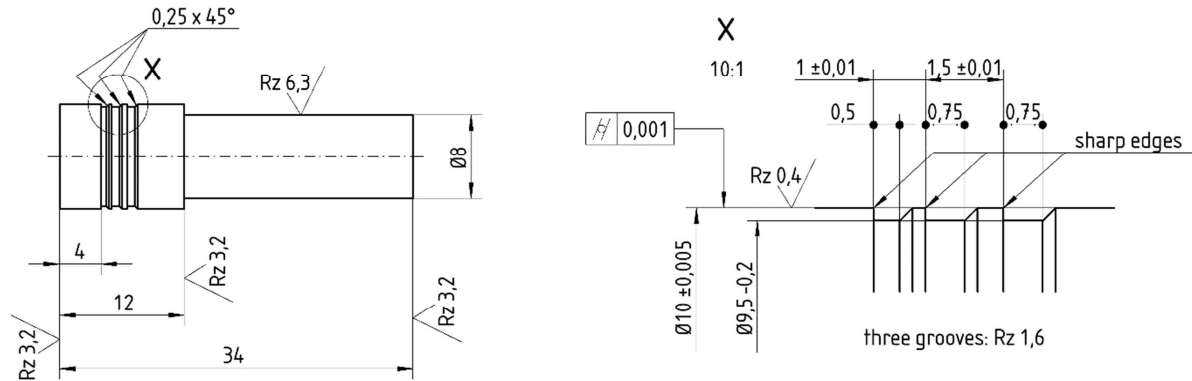 0,25 x 45°
X
Rz 6,3
Ø8
4
12
34
Rz 3,2
Rz 3,2
Rz 3,2
X
10:1
1 ±0,01
1,5 ±0,01
0,5
0,75
0,75
0,001
sharp edges
Rz 0,4
Ø10 ±0,005
Ø9,5 -0,2
three grooves: Rz 1,6